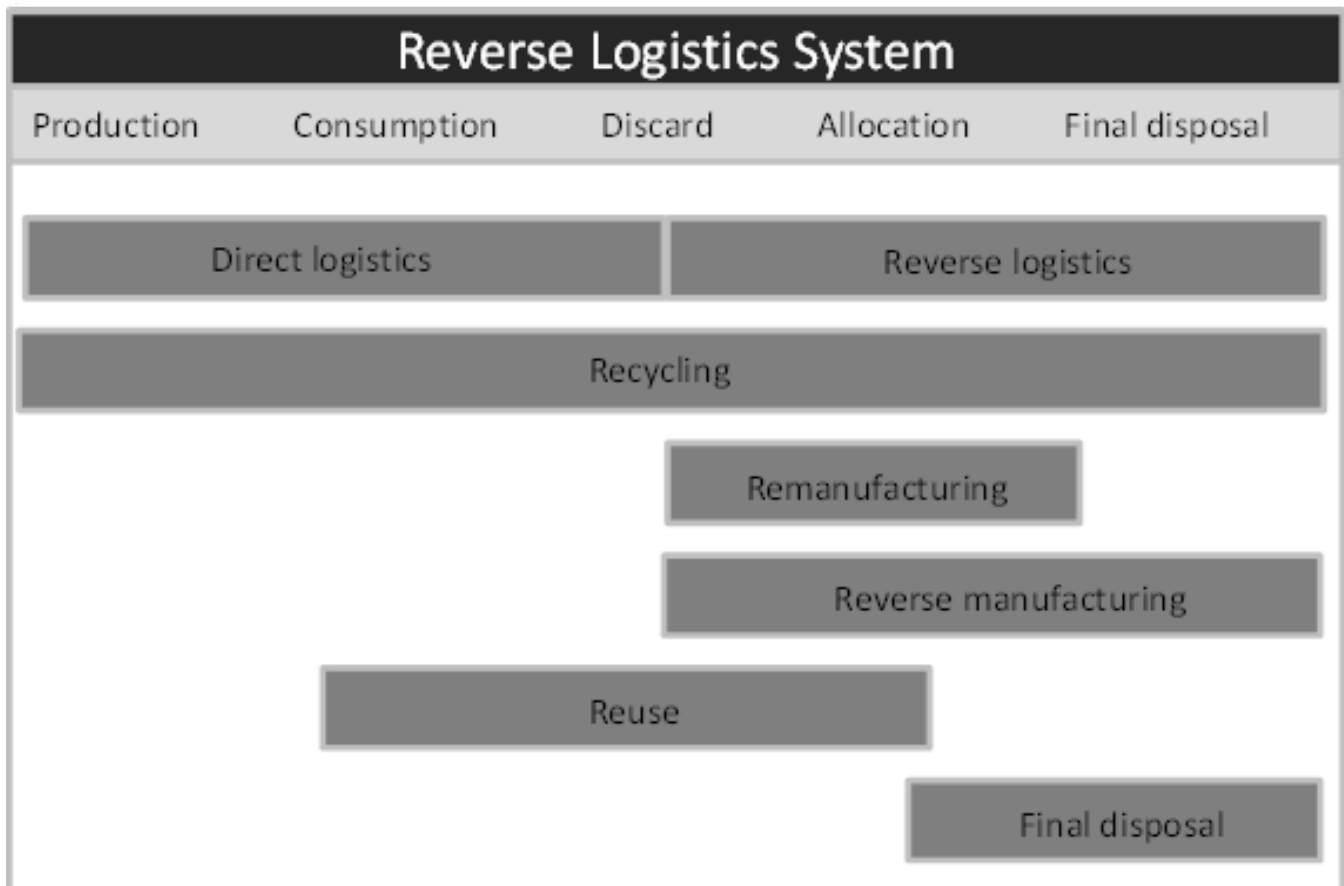 Reverse Logistics System
Production Consumption Discard Allocation Final disposal
Direct logistics Reverse logistics
Recycling
Remanufacturing
Reverse manufacturing
Reuse
Final disposal